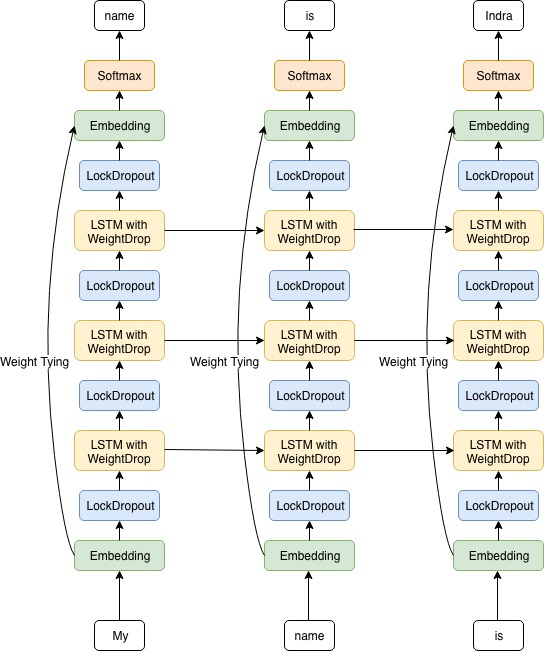 name
is
Indra
Softmax
Softmax
Softmax
Embedding
Embedding
Embedding
LockDropout
LockDropout
LockDropout
LSTM with
WeightDrop
LSTM with
WeightDrop
LSTM with
WeightDrop
LockDropout
LockDropout
LockDropout
LSTM with
WeightDrop
LSTM with
WeightDrop
LSTM with
WeightDrop
Weight Tying
Weight Tying
Weight Tying
LockDropout
LockDropout
LockDropout
LSTM with
WeightDrop
LSTM with
WeightDrop
LSTM with
WeightDrop
LockDropout
LockDropout
LockDropout
Embedding
Embedding
Embedding
My
name
is